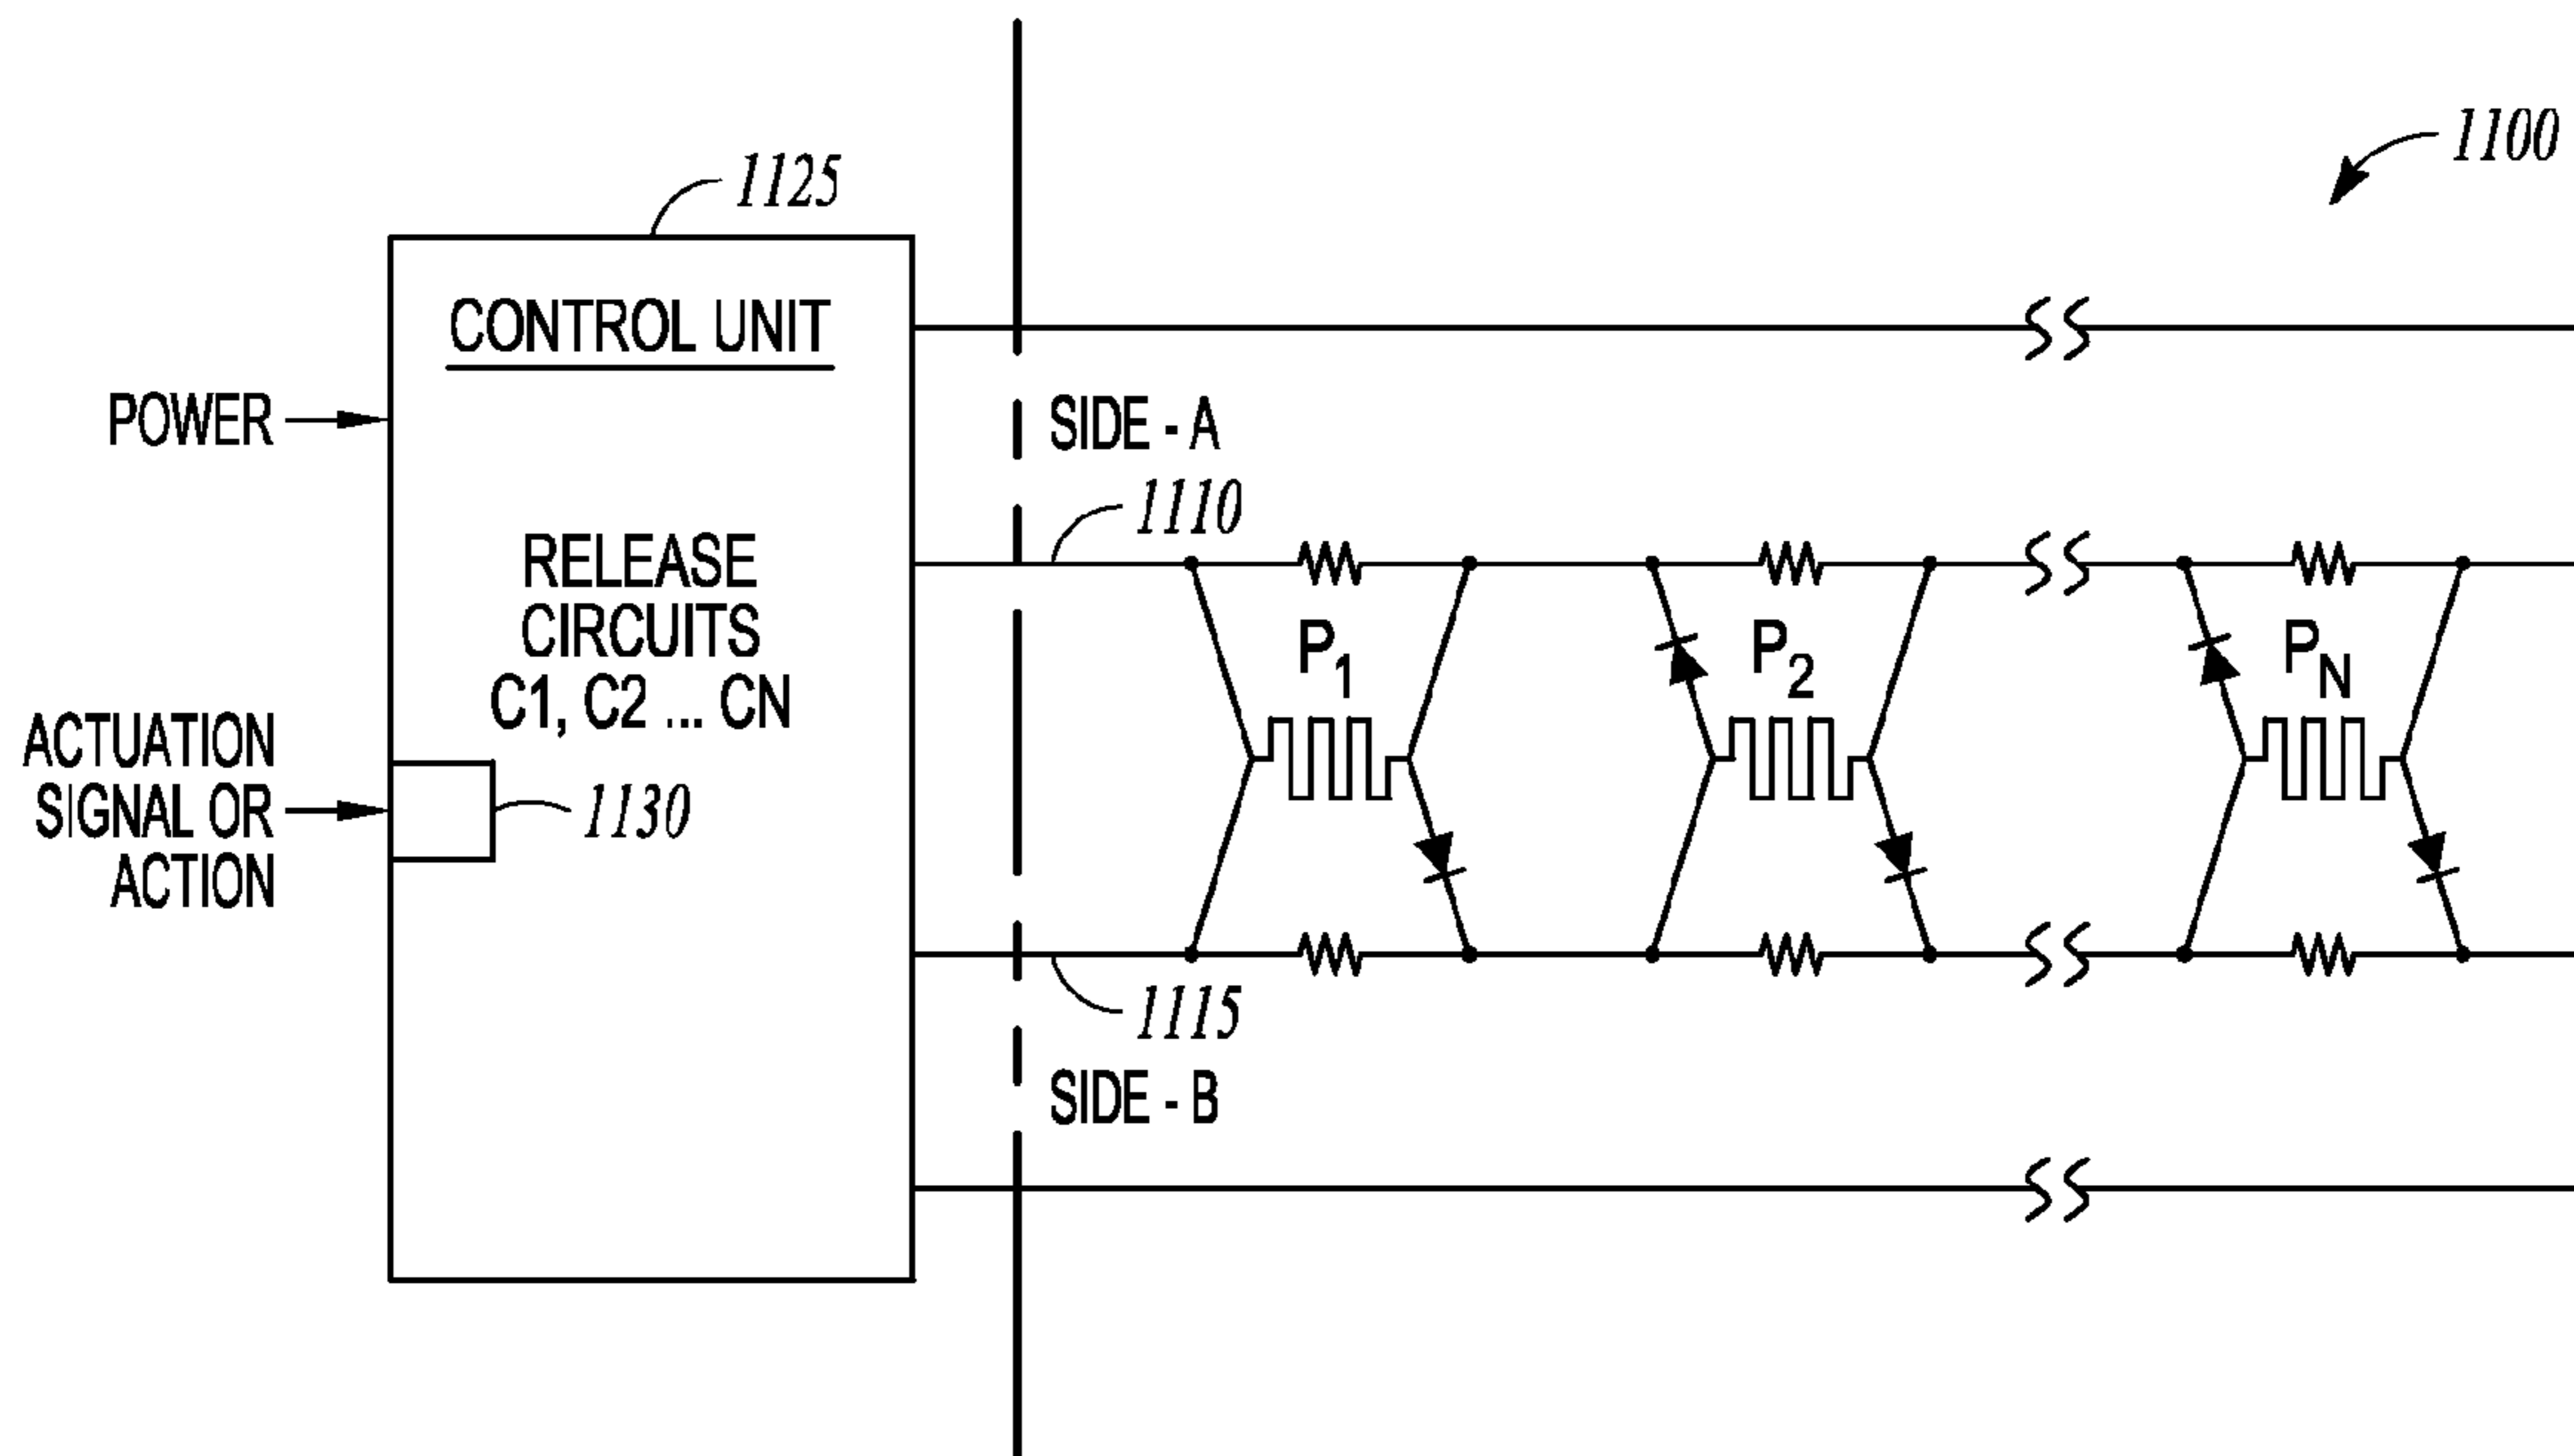 1100
1125
CONTROL UNIT
POWER
SIDE - A
1110
RELEASE
CIRCUITS
C1, C2 ... CN
P1
P2
PN
ACTUATION
SIGNAL OR
ACTION
1130
1115
SIDE - B